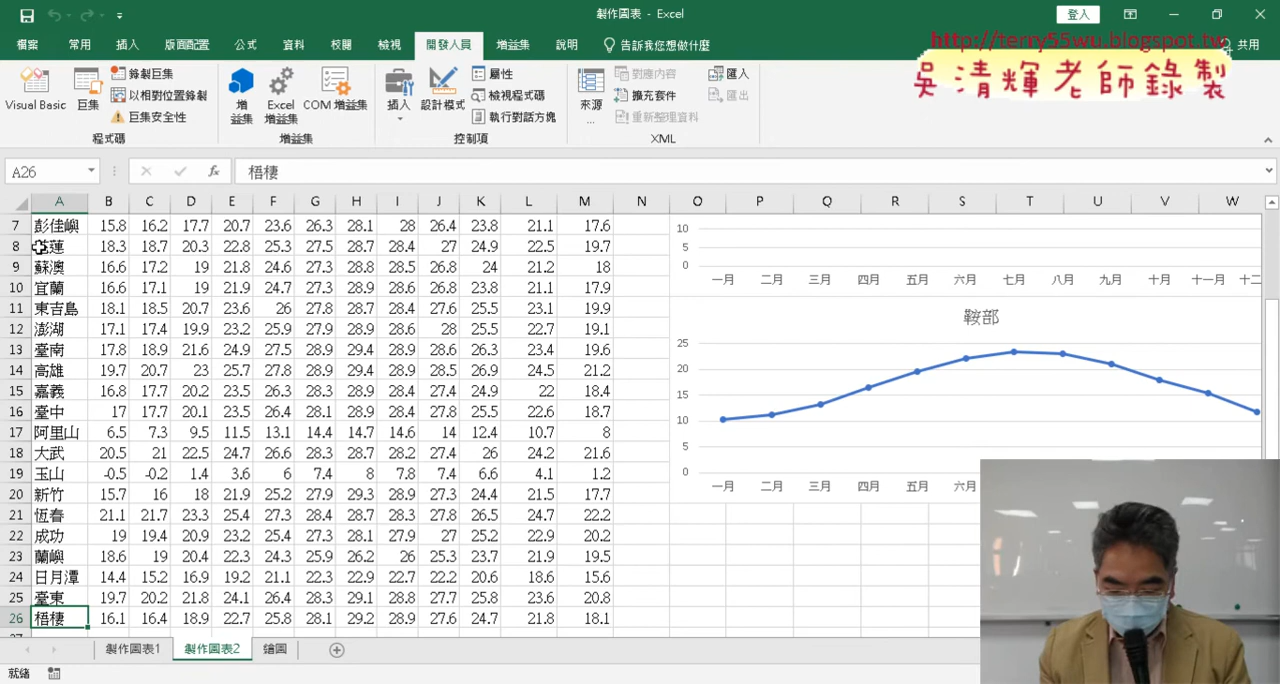 製作圖表 - Excel
登入
檔案 常用 插入 版面配置 公式 資料 校閱 檢視 開發人員 增益集 說明 告訴我您想做什麼 共用
http://terry55wu.blogspot.tw
吳清輝老師錄製
Visual Basic 巨集 錄製巨集 以相對位置錄製 巨集安全性
增益集 Excel 增益集 COM 增益集
插入 設計模式 屬性 檢視程式碼 執行對話方塊
來源... 對應內容 擴充套件 重新整理資料 匯入 匯出
程式碼 增益集 控制項 XML
A26 fx 梧棲
A B C D E F G H I J K L M N O P Q R S T U V W
7 彭佳嶼 15.8 16.2 17.7 20.7 23.6 26.3 28.1 28 26.4 23.8 21.1 17.6
8 蓮 18.3 18.7 20.3 22.8 25.3 27.5 28.7 28.4 27 24.9 22.5 19.7
9 蘇澳 16.6 17.2 19 21.8 24.6 27.3 28.8 28.5 26.8 24 21.2 18
10 宜蘭 16.6 17.1 19 21.9 24.7 27.3 28.9 28.6 26.6 23.8 21.1 17.9
11 東吉島 18.1 18.5 20.7 23.6 26 27.8 28.7 28.4 27.6 25.5 23.1 19.9
12 澎湖 17.1 17.4 19.9 23.2 25.9 27.9 28.9 28.6 28 25.5 22.7 19.1
13 臺南 17.8 18.9 21.6 24.9 27.5 28.9 29.4 28.9 28.6 26.3 23.4 19.6
14 高雄 19.7 20.7 23 25.7 27.8 28.9 29.4 28.9 28.5 26.9 24.5 21.2
15 嘉義 16.8 17.7 20.2 23.5 26.3 28.3 28.9 28.4 27.4 24.9 22 18.4
16 臺中 17 17.7 20.1 23.5 26.4 28.1 28.9 28.4 27.8 25.5 22.6 18.7
17 阿里山 6.5 7.3 9.5 11.5 13.1 14.4 14.7 14.6 14 12.4 10.7 8
18 大武 20.5 21 22.5 24.7 26.6 28.3 28.7 28.2 27.4 26 24.2 21.6
19 玉山 -0.5 -0.2 1.4 3.6 6 7.4 8 7.8 7.4 6.6 4.1 1.2
20 新竹 15.7 16 18 21.9 25.2 27.9 29.3 28.9 27.3 24.4 21.5 17.7
21 恆春 21.1 21.7 23.3 25.4 27.3 28.4 28.7 28.3 27.8 26.5 24.7 22.2
22 成功 19 19.4 20.9 23.2 25.4 27.3 28.1 27.9 27 25.2 22.9 20.2
23 蘭嶼 18.6 19 20.4 22.3 24.3 25.9 26.2 26 25.3 23.7 21.9 19.5
24 日月潭 14.4 15.2 16.9 19.2 21.1 22.3 22.9 22.7 22.2 20.6 18.6 15.6
25 臺東 19.7 20.2 21.8 24.1 26.4 28.3 29.1 28.8 27.7 25.8 23.6 20.8
26 梧棲 16.1 16.4 18.9 22.7 25.8 28.1 29.2 28.9 27.6 24.7 21.8 18.1
10
5
0
一月 二月 三月 四月 五月 六月 七月 八月 九月 十月 十一月 十二
鞍部
25
20
15
10
5
0
一月 二月 三月 四月 五月 六月
製作圖表1 製作圖表2 繪圖
就緒